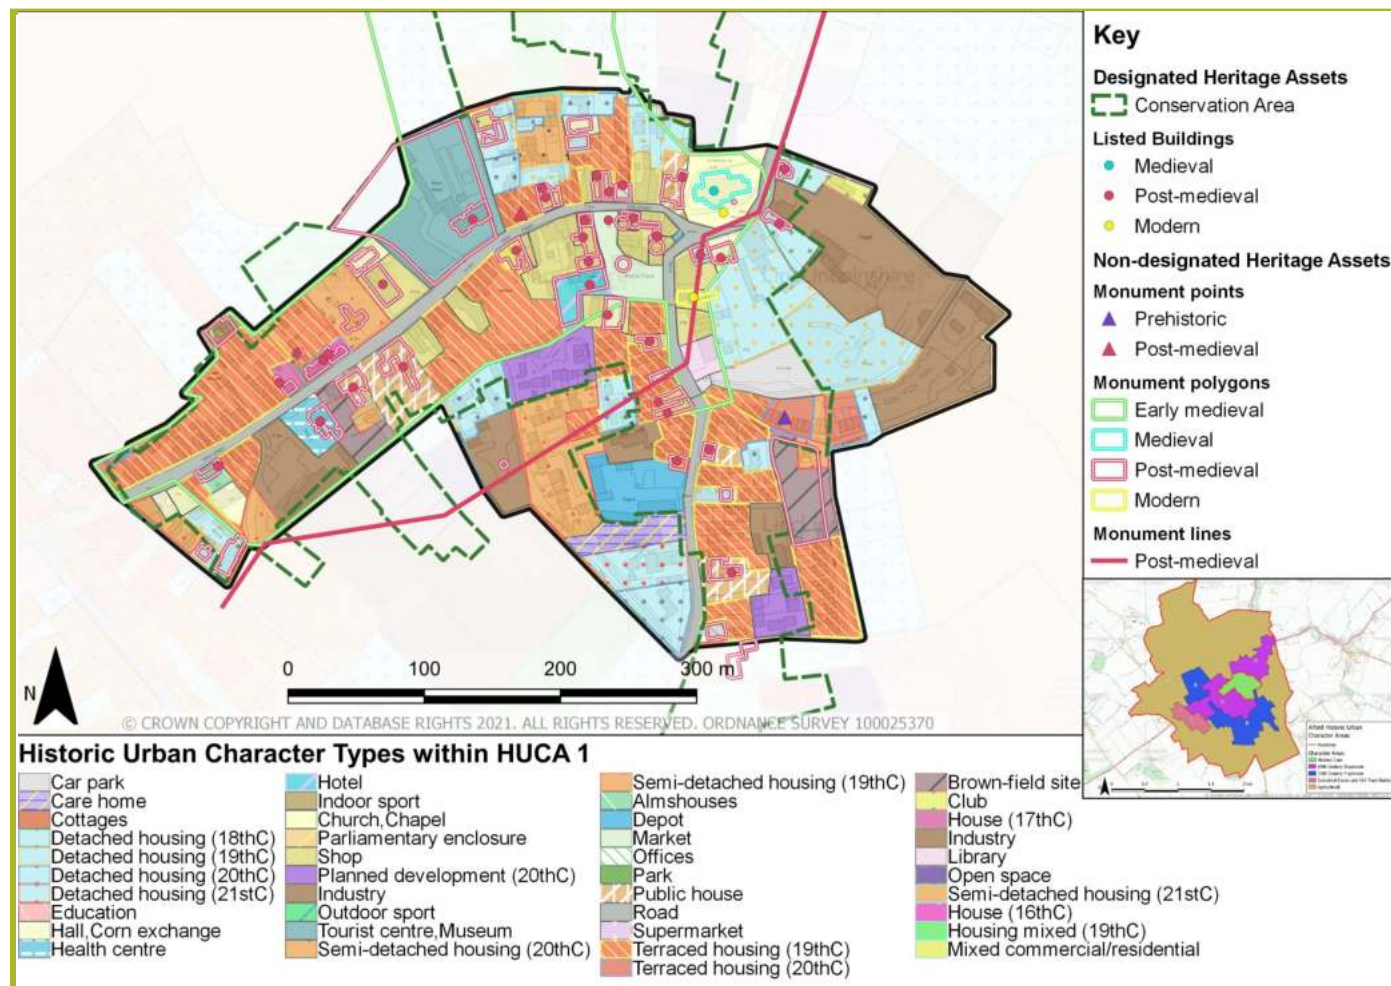 Key
Designated Heritage Assets
Conservation Area
Listed Buildings
Medieval
Post-medieval
Modern
Non-designated Heritage Assets
Monument points
Prehistoric
Post-medieval
Monument polygons
Early medieval
Medieval
Post-medieval
Modern
Monument lines
Post-medieval
N
0 100 200 300 m
© CROWN COPYRIGHT AND DATABASE RIGHTS 2021. ALL RIGHTS RESERVED. ORDNANCE SURVEY 100025370
Historic Urban Character Types within HUCA 1
Car park
Care home
Cottages
Detached housing (18thC)
Detached housing (19thC)
Detached housing (20thC)
Detached housing (21stC)
Education
Hall,Corn exchange
Health centre
Hotel
Indoor sport
Church,Chapel
Parliamentary enclosure
Shop
Planned development (20thC)
Industry
Outdoor sport
Tourist centre,Museum
Semi-detached housing (20thC)
Semi-detached housing (19thC)
Almshouses
Depot
Market
Offices
Park
Public house
Road
Supermarket
Terraced housing (19thC)
Terraced housing (20thC)
Brown-field site
Club
House (17thC)
Industry
Library
Open space
Semi-detached housing (21stC)
House (16thC)
Housing mixed (19thC)
Mixed commercial/residential